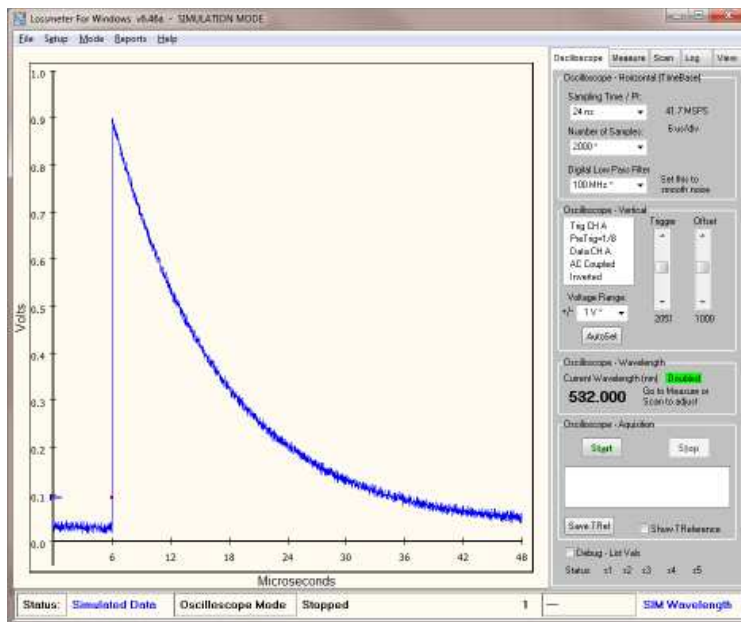 Lossmeter For Windows v6.46a - SIMULATION MODE
File Setup Mode Reports Help
Oscilloscope Measure Scan Log View
1.0
0.9
0.8
0.7
0.6
0.5
0.4
0.3
0.2
0.1
0.0
Volts
6 12 18 24 30 36 42 48
Microseconds
Oscilloscope - Horizontal (TimeBase)
Sampling Time / Pt:
24 ns 41.7 MSPS
Number of Samples: 6 us/div
2000 *
Digital Low Pass Filter
100 MHz * Set this to
smooth noise
Oscilloscope - Vertical
Trig CH A
PreTrig=1/8
Data CH A
AC Coupled
Inverted
Trigger Offset
Voltage Range:
+/- 1 V *
2051 1000
AutoSet
Oscilloscope - Wavelength
Current Wavelength (nm) Disabled
532.000 Go to Measure or
Scan to adjust
Oscilloscope - Aquisition
Start Stop
Save TRef Show TReference
Debug - List Vals
Status: s1 s2 s3 s4 s5
Status: Simulated Data Oscilloscope Mode Stopped 1 --- SIM Wavelength